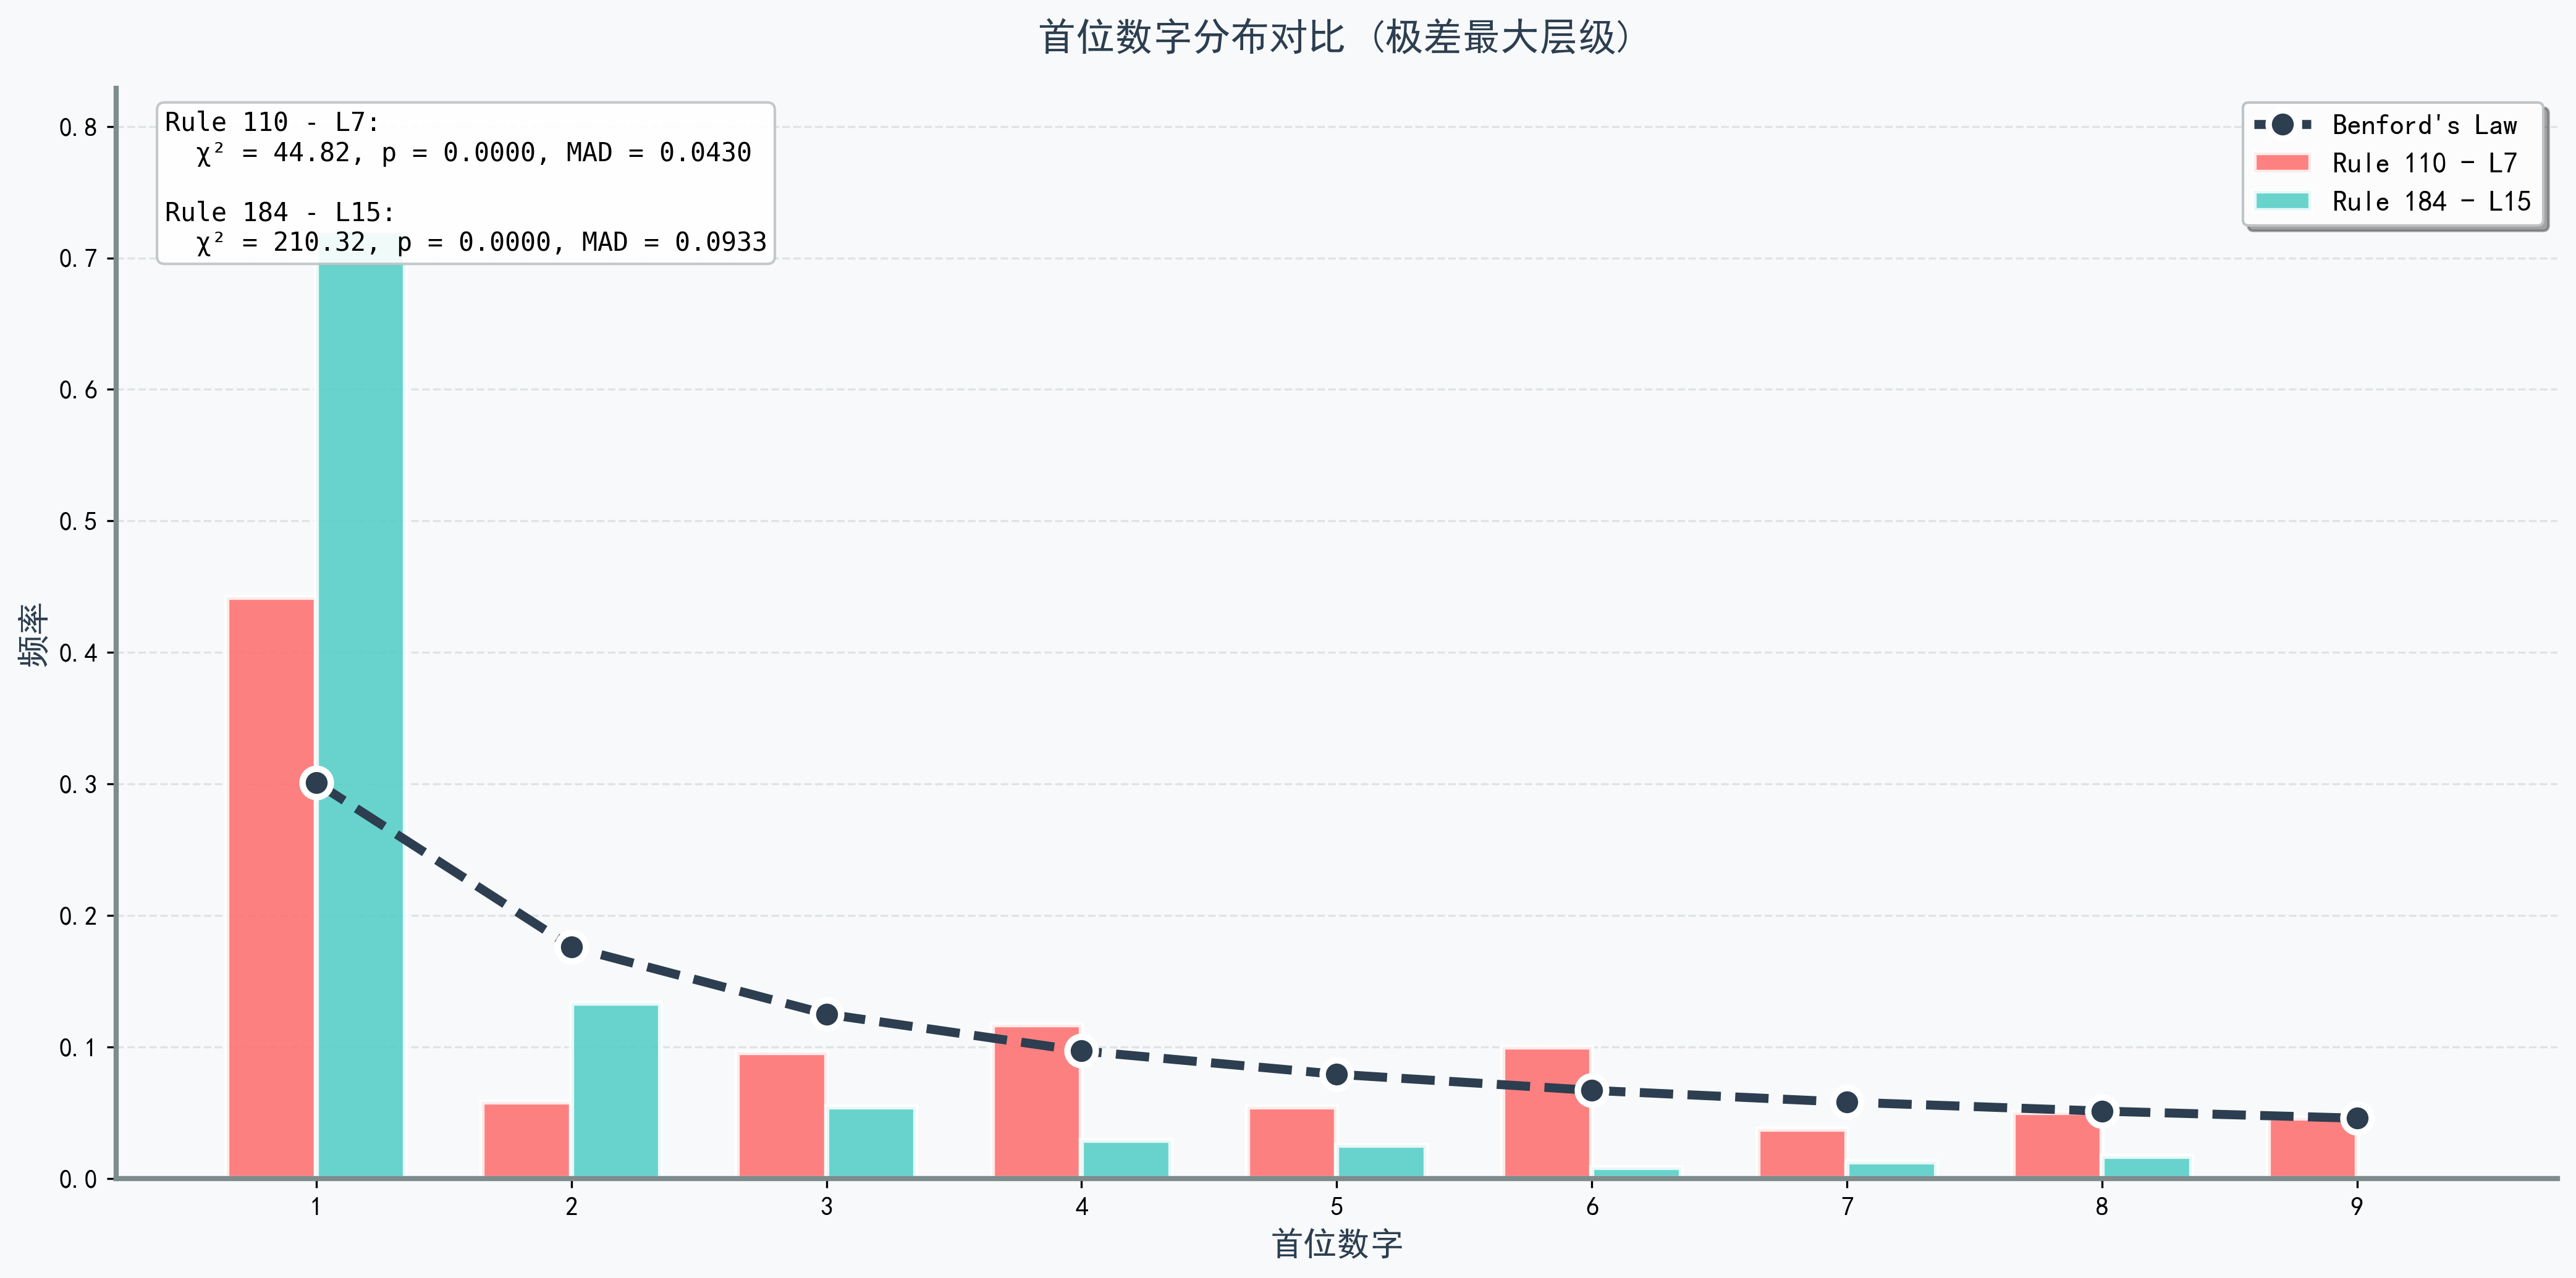 首位数字分布对比 (极差最大层级)
Rule 110 - L7:
χ² = 44.82, p = 0.0000, MAD = 0.0430
Rule 184 - L15:
χ² = 210.32, p = 0.0000, MAD = 0.0933
Benford's Law
Rule 110 - L7
Rule 184 - L15
频率
0.8
0.7
0.6
0.5
0.4
0.3
0.2
0.1
0.0
1 2 3 4 5 6 7 8 9
首位数字